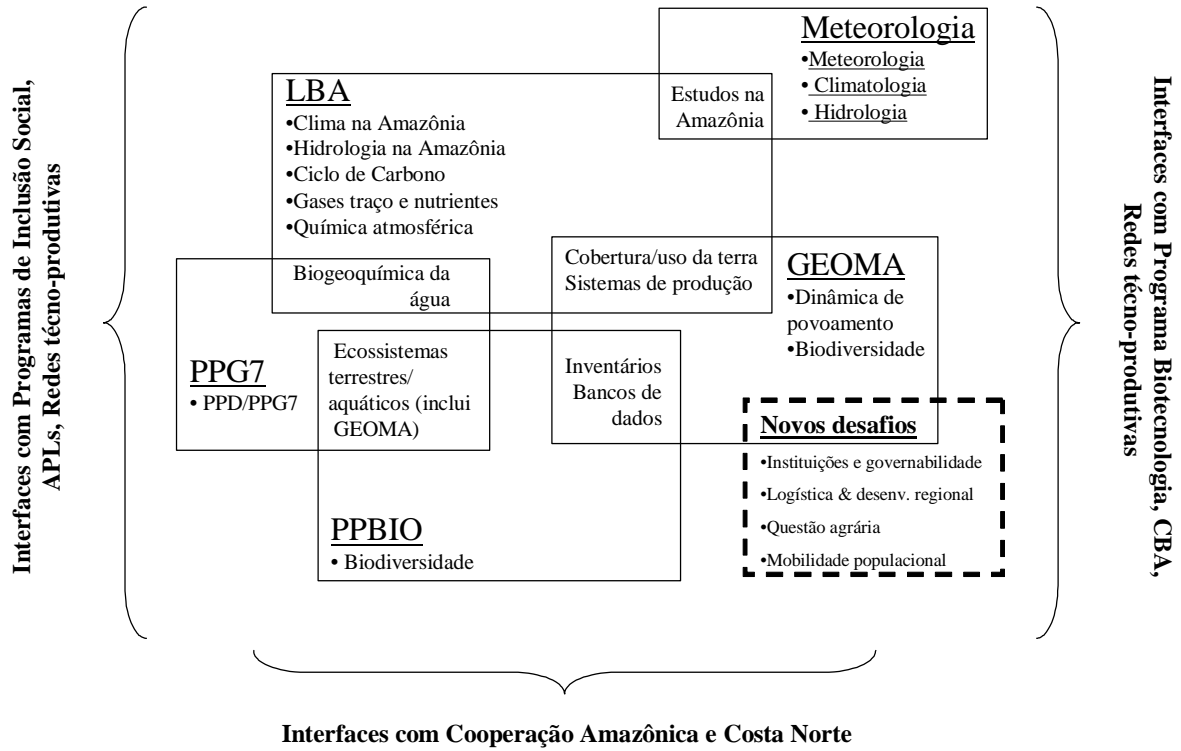 Interfaces com Programas de Inclusão Social,
APLs, Redes técno-produtivas
Meteorologia
•Meteorologia
• Climatologia
• Hidrologia
Estudos na
Amazônia
LBA
•Clima na Amazônia
•Hidrologia na Amazônia
•Ciclo de Carbono
•Gases traço e nutrientes
•Química atmosférica
Biogeoquímica da
água
Cobertura/uso da terra
Sistemas de produção
GEOMA
•Dinâmica de
povoamento
•Biodiversidade
PPG7
• PPD/PPG7
Ecossistemas
terrestres/
aquáticos (inclui
GEOMA)
Inventários
Bancos de
dados
Novos desafios
•Instituições e governabilidade
•Logística & desenv. regional
•Questão agrária
•Mobilidade populacional
PPBIO
• Biodiversidade
Interfaces com Programa Biotecnologia, CBA,
Redes técno-produtivas
Interfaces com Cooperação Amazônica e Costa Norte